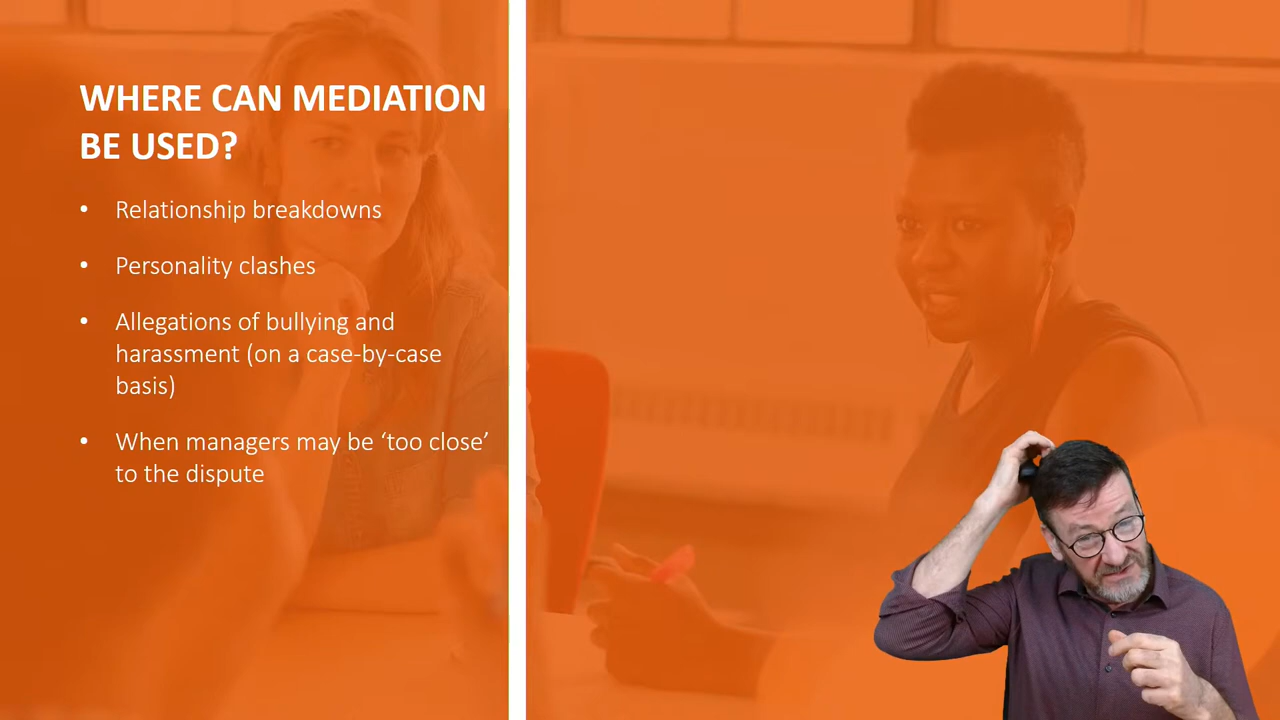 WHERE CAN MEDIATION
BE USED?
• Relationship breakdowns
• Personality clashes
• Allegations of bullying and
harassment (on a case-by-case
basis)
• When managers may be ‘too close’
to the dispute